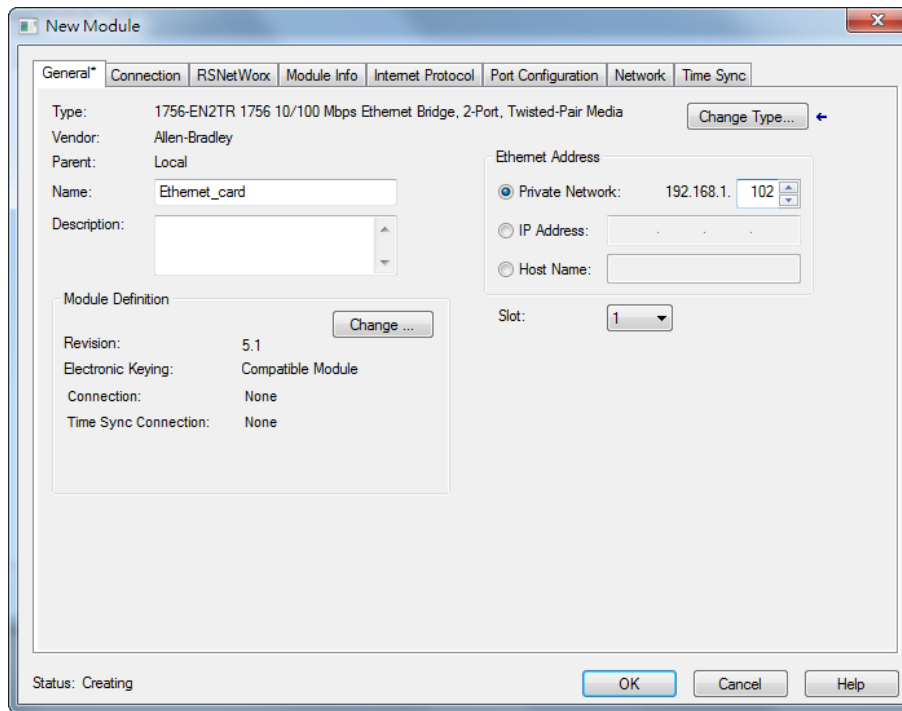 New Module
General* Connection RSNetWorx Module Info Internet Protocol Port Configuration Network Time Sync
Type: 1756-EN2TR 1756 10/100 Mbps Ethernet Bridge, 2-Port, Twisted-Pair Media
Change Type...
Vendor: Allen-Bradley
Parent: Local
Name: Ethernet_card
Description:
Ethernet Address
Private Network: 192.168.1. 102
IP Address: . . .
Host Name:
Slot: 1
Module Definition
Change ...
Revision: 5.1
Electronic Keying: Compatible Module
Connection: None
Time Sync Connection: None
Status: Creating
OK Cancel Help